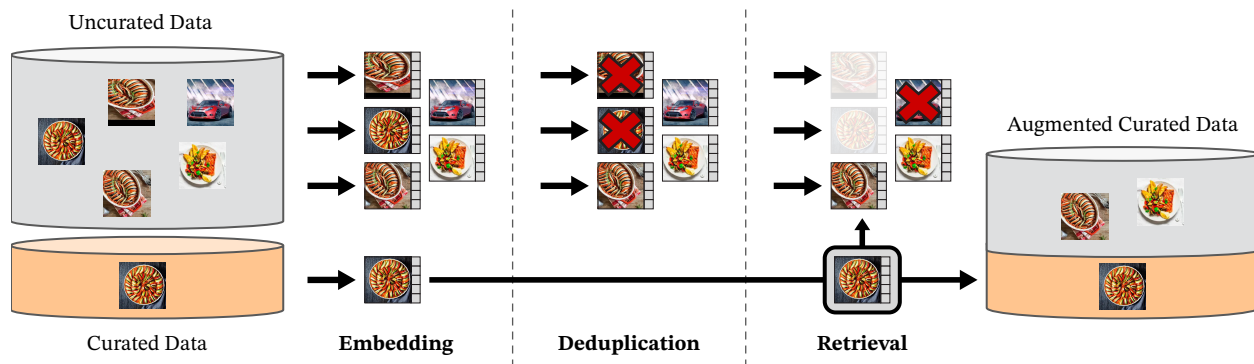 Uncurated Data
Augmented Curated Data
Curated Data
Embedding
Deduplication
Retrieval